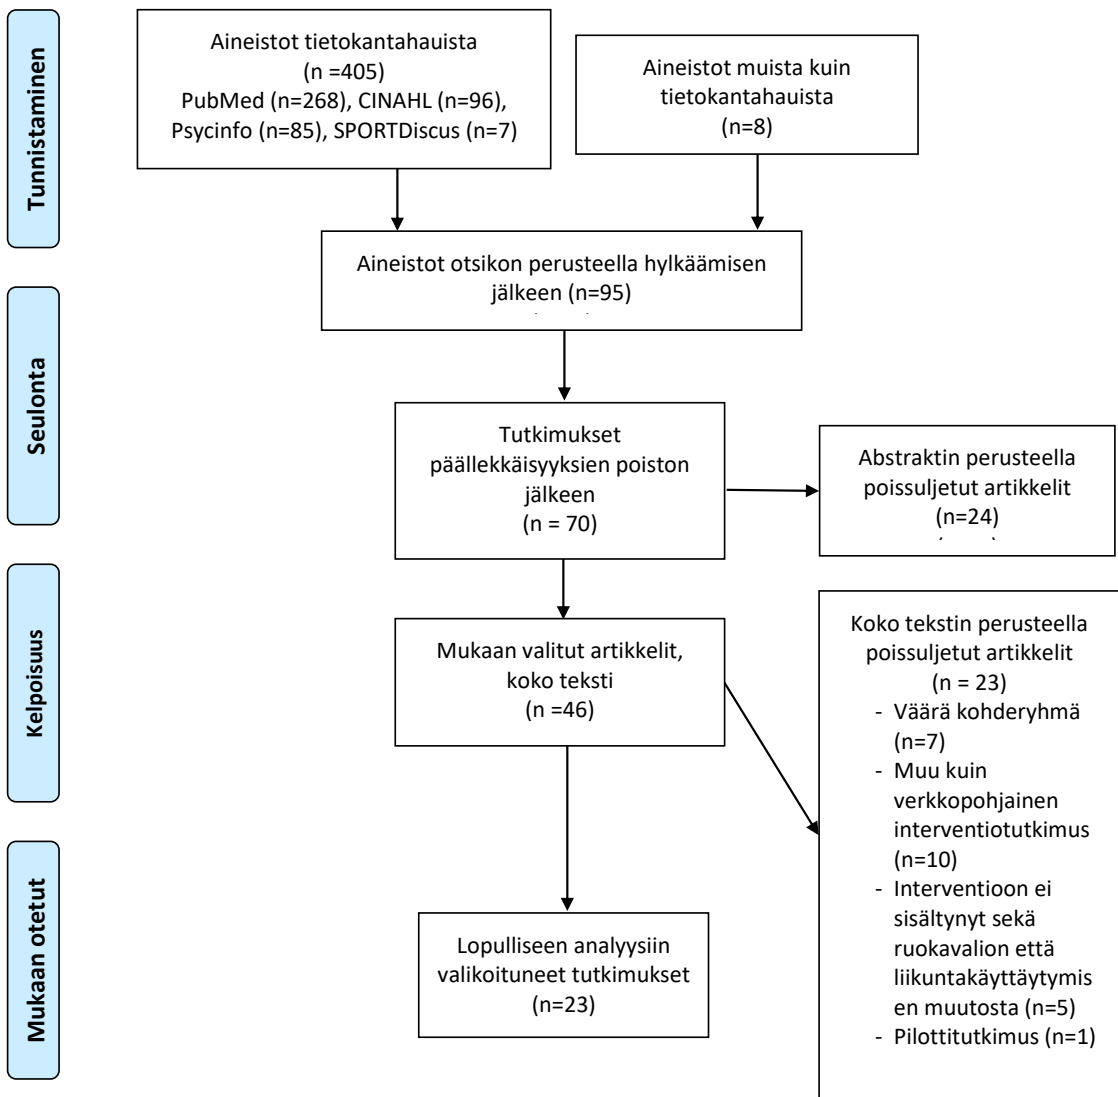 Tunnistaminen
Aineistot tietokantahauista
(n =405)
PubMed (n=268), CINAHL (n=96),
Psycinfo (n=85), SPORTDiscus (n=7)
Aineistot muista kuin
tietokantahauista
(n=8)
Aineistot otsikon perusteella hylkäämisen
jälkeen (n=95)
Seulonta
Tutkimukset
päällekkäisyyksien poiston
jälkeen
(n = 70)
Abstraktin perusteella
poissuljetut artikkelit
(n=24)
Kelpoisuus
Mukaan valitut artikkelit,
koko teksti
(n =46)
Koko tekstin perusteella
poissuljetut artikkelit
(n = 23)
- Väärä kohderyhmä
(n=7)
- Muu kuin
verkkopohjainen
interventiotutkimus
(n=10)
- Interventioon ei
sisältynyt sekä
ruokavalion että
liikuntakäyttäytymis
en muutosta (n=5)
- Pilottitutkimus (n=1)
Mukaan otetut
Lopulliseen analyysiin
valikoituneet tutkimukset
(n=23)